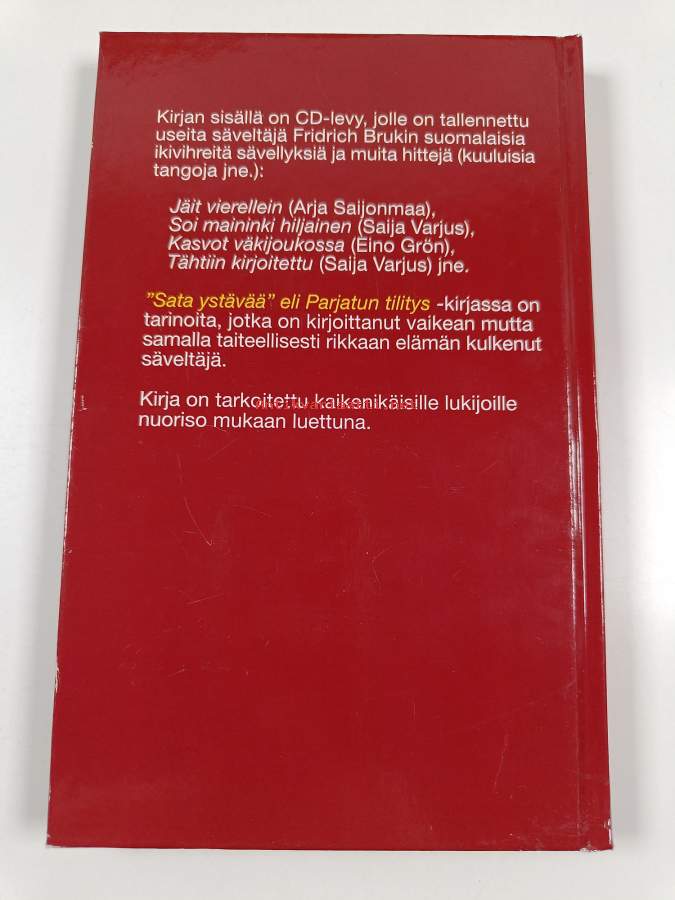 Kirjan sisällä on CD-levy, jolle on tallennettu
useita säveltäjä Fridrich Brukin suomalaisia
ikivihreitä sävellyksiä ja muita hittejä (kuuluisia
tangoja jne.):
Jäit vierellein (Arja Saijonmaa),
Soi maininki hiljainen (Saija Varjus),
Kasvot väkijoukossa (Eino Grön),
Tähtiin kirjoitettu (Saija Varjus) jne.
"Sata ystävää" eli Parjatun tilitys -kirjassa on
tarinoita, jotka on kirjoittanut vaikean mutta
samalla taiteellisesti rikkaan elämän kulkenut
säveltäjä.
Kirja on tarkoitettu kaikenikäisille lukijoille
nuoriso mukaan luettuna.